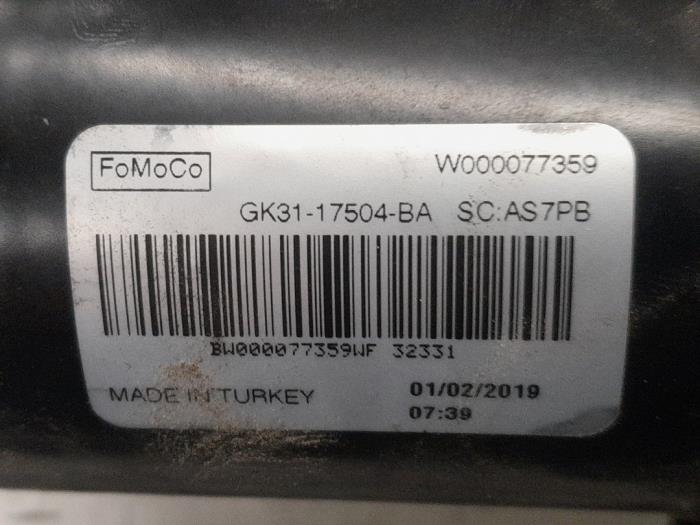 FoMoCo W000077359
GK31-17504-BA SC:AS7PB
BW000077359WF 32331
MADE IN TURKEY 01/02/2019
07:39